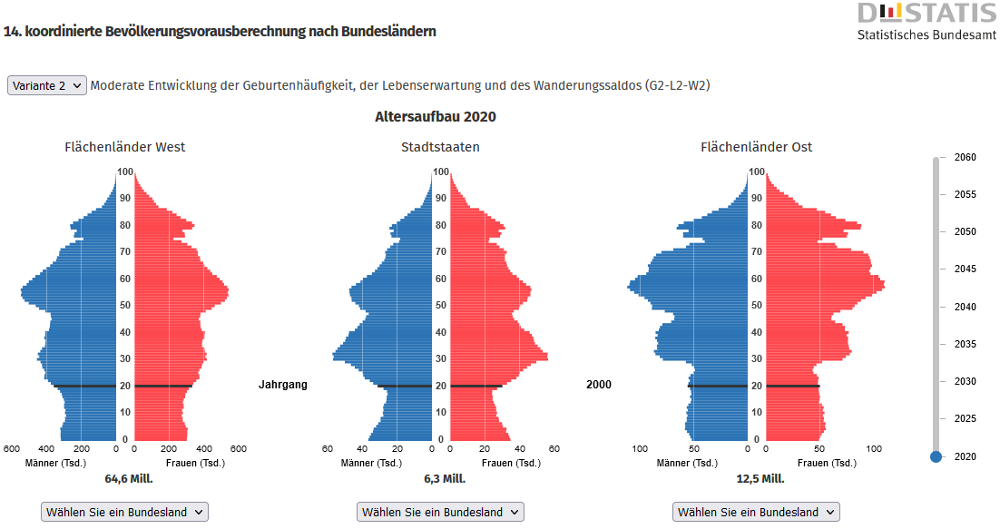 DESTATIS
Statistisches Bundesamt
14. koordinierte Bevölkerungsvorausberechnung nach Bundesländern
Variante 2 Moderate Entwicklung der Geburtenhäufigkeit, der Lebenserwartung und des Wanderungssaldos (G2-L2-W2)
Altersaufbau 2020
Flächenländer West Stadtstaaten Flächenländer Ost
2060
100 100 100
90 90 90
2055
80 80 80
2050
70 70 70
2045
60 60 60
2040
50 50 50
40 40 40
2035
30 30 30
Jahrgang 2000
20 20 20
2030
10 10 10
2025
0 0 0
600 400 200 0 0 200 400 600 60 40 20 0 0 20 40 60 100 50 0 0 50 100
2020
Männer (Tsd.) Frauen (Tsd.) Männer (Tsd.) Frauen (Tsd.) Männer (Tsd.) Frauen (Tsd.)
64,6 Mill. 6,3 Mill. 12,5 Mill.
Wählen Sie ein Bundesland Wählen Sie ein Bundesland Wählen Sie ein Bundesland